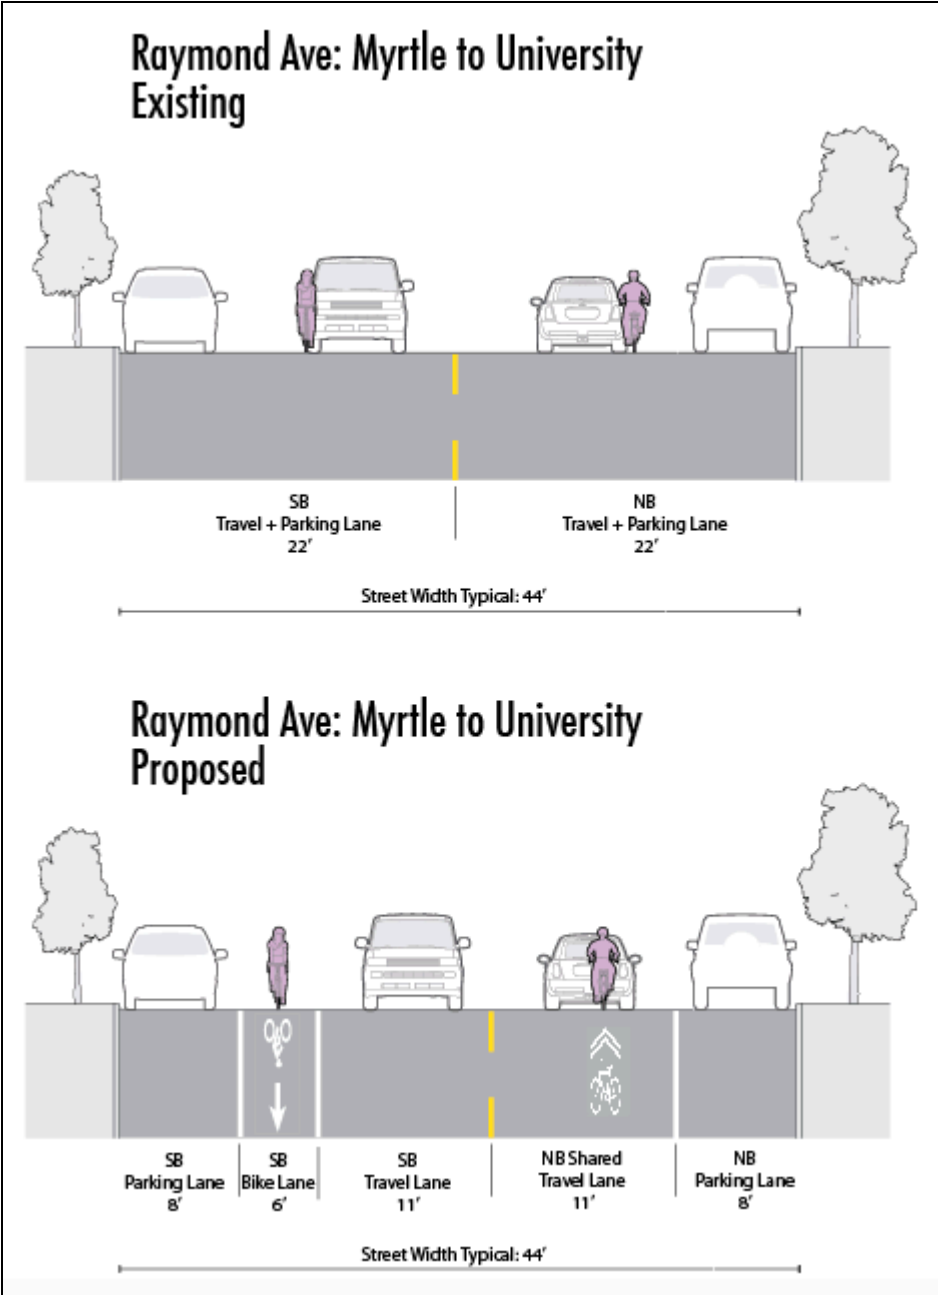 Raymond Ave: Myrtle to University
Existing
SB
Travel + Parking Lane
22'
NB
Travel + Parking Lane
22'
Street Width Typical: 44'
Raymond Ave: Myrtle to University
Proposed
SB
Parking Lane
8'
SB
Bike Lane
6'
SB
Travel Lane
11'
NB Shared
Travel Lane
11'
NB
Parking Lane
8'
Street Width Typical: 44'